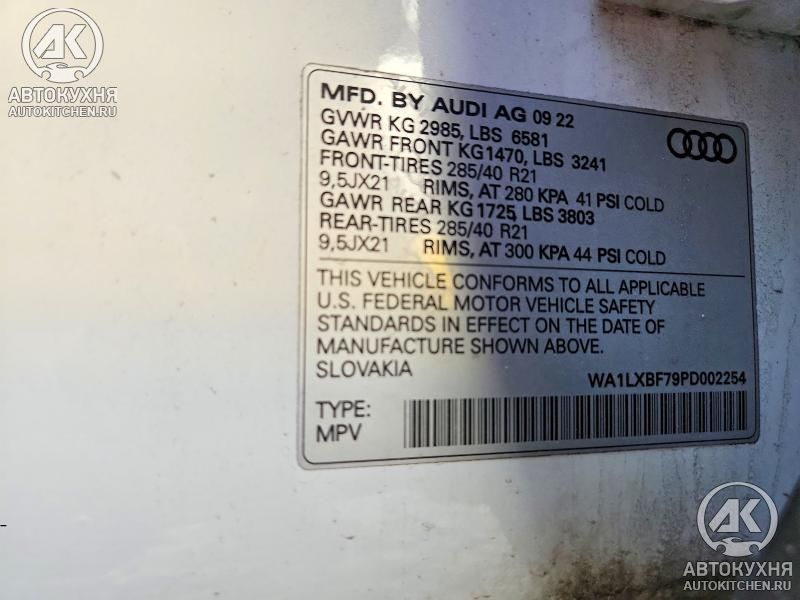 АК
АВТОКУХНЯ
AUTOKITCHEN.RU
MFD. BY AUDI AG 09 22
GVWR KG 2985, LBS 6581
GAWR FRONT KG1470, LBS 3241
FRONT-TIRES 285/40 R21
9,5JX21 RIMS, AT 280 KPA 41 PSI COLD
GAWR REAR KG 1725, LBS 3803
REAR-TIRES 285/40 R21
9,5JX21 RIMS, AT 300 KPA 44 PSI COLD
THIS VEHICLE CONFORMS TO ALL APPLICABLE
U.S. FEDERAL MOTOR VEHICLE SAFETY
STANDARDS IN EFFECT ON THE DATE OF
MANUFACTURE SHOWN ABOVE.
SLOVAKIA WA1LXBF79PD002254
TYPE:
MPV
АК
АВТОКУХНЯ
AUTOKITCHEN.RU